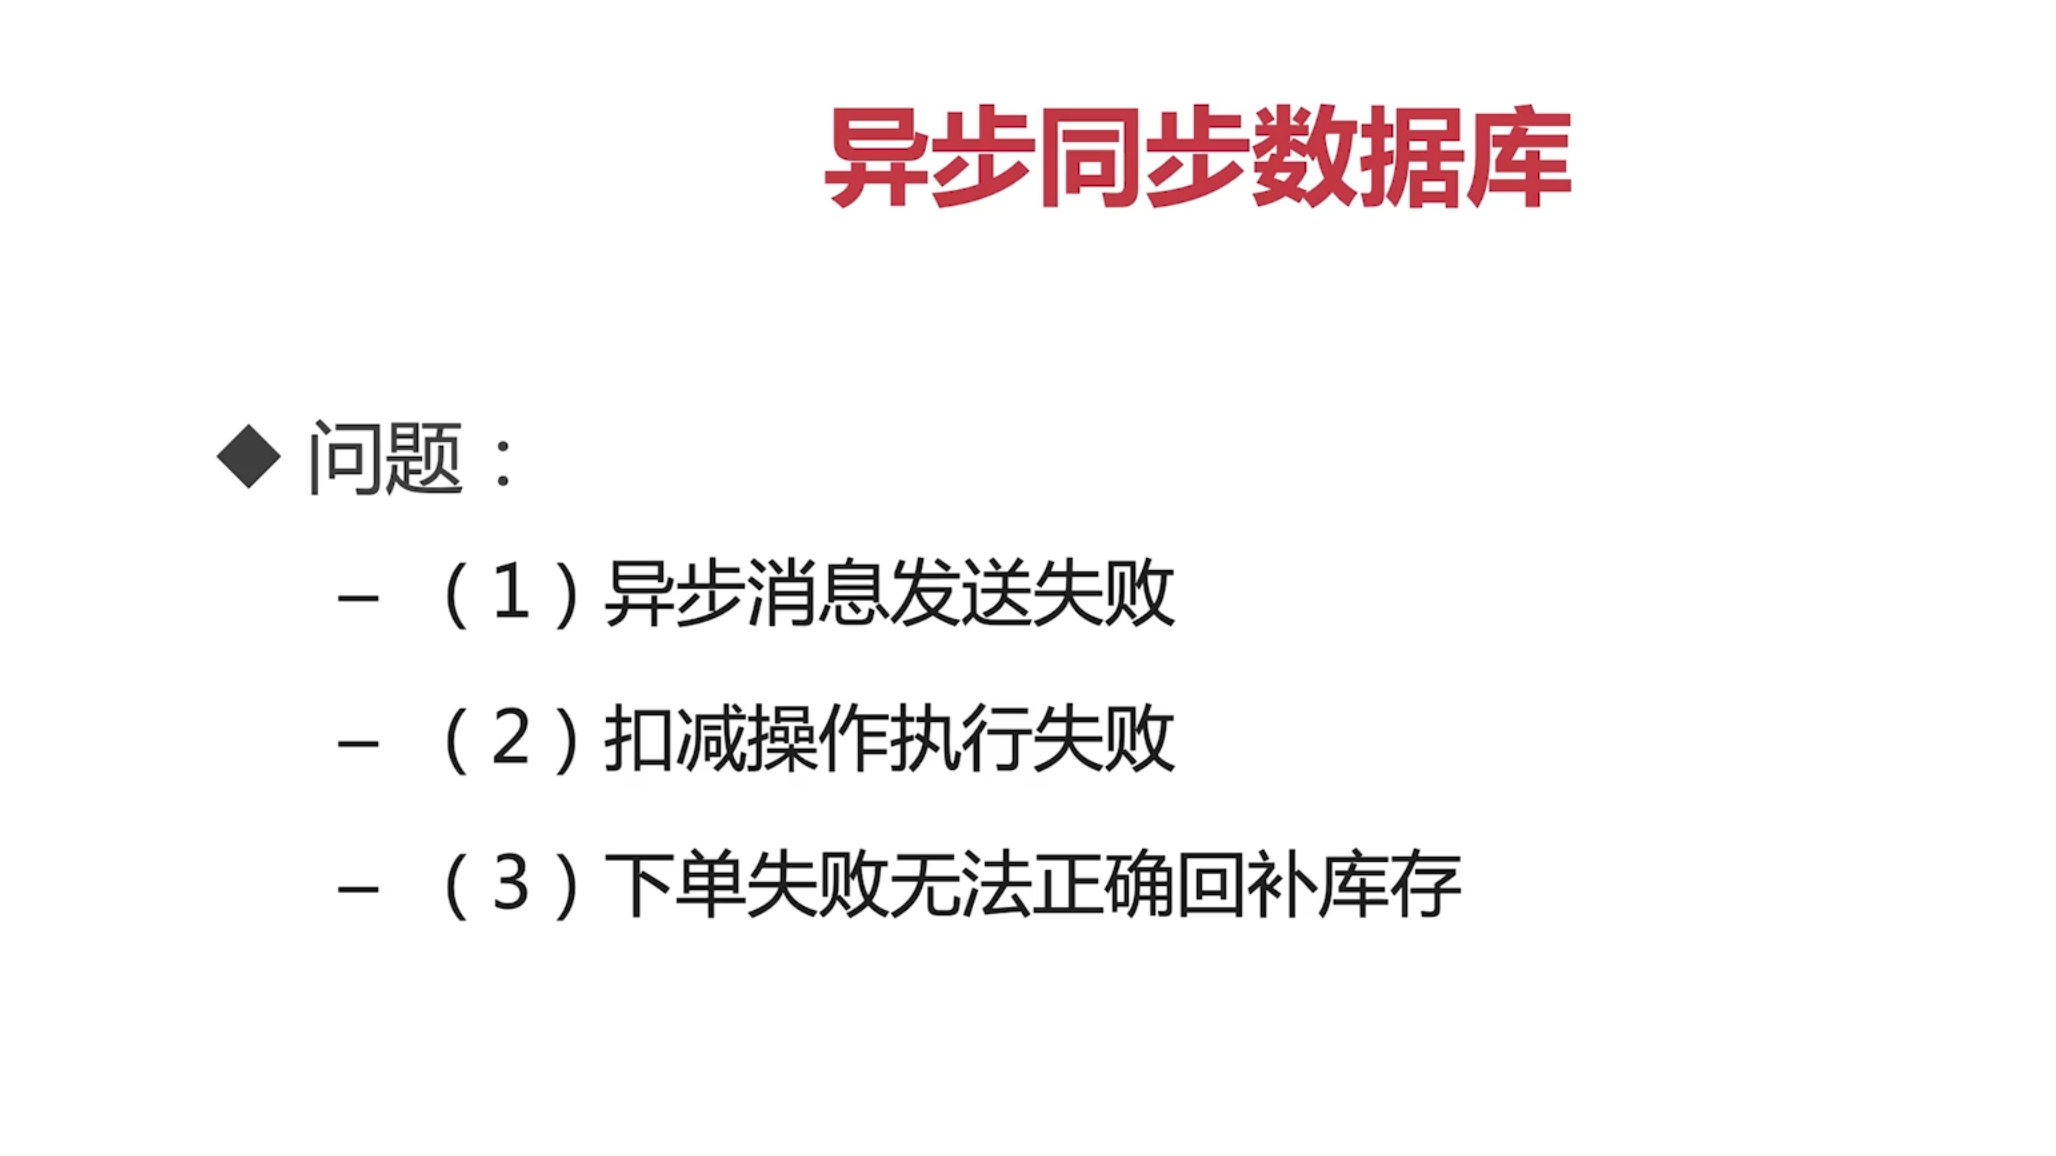 异步同步数据库
◆ 问题：
– （1）异步消息发送失败
– （2）扣减操作执行失败
– （3）下单失败无法正确回补库存